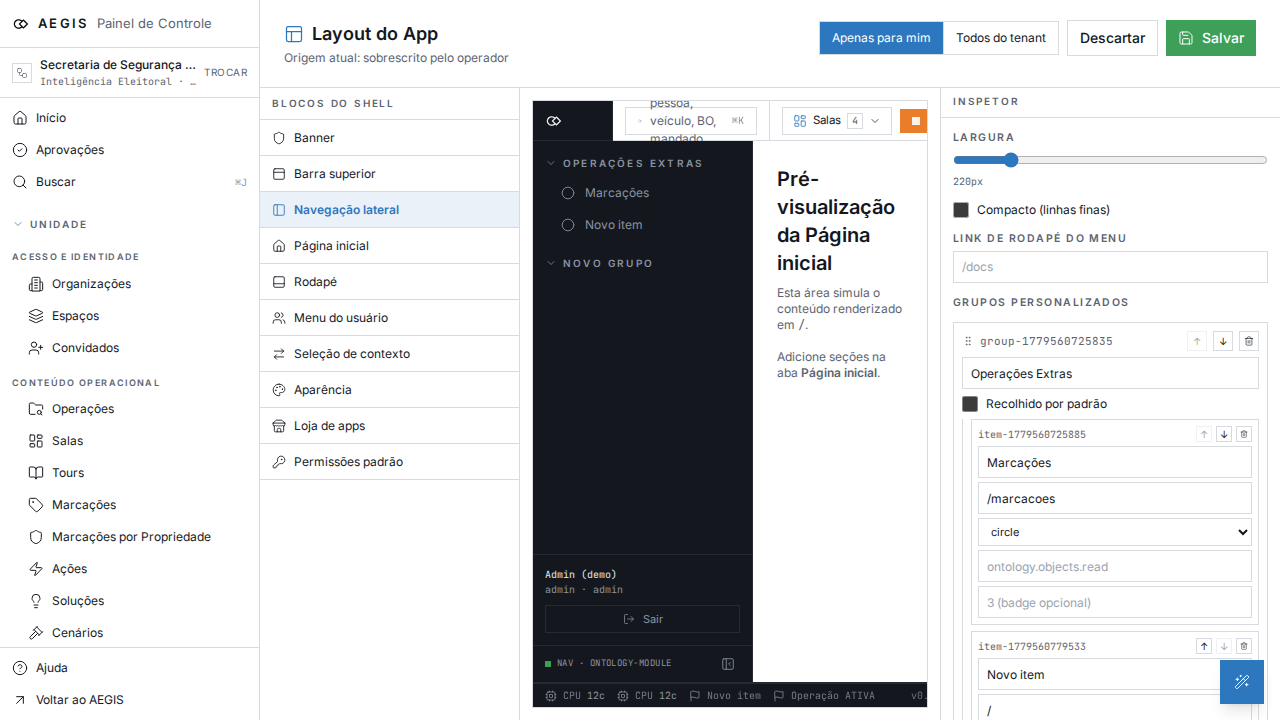 AEGIS Painel de Controle
Secretaria de Segurança ...
Inteligência Eleitoral · …
TROCAR
Início
Aprovações
Buscar ⌘J
UNIDADE
ACESSO E IDENTIDADE
Organizações
Espaços
Convidados
CONTEÚDO OPERACIONAL
Operações
Salas
Tours
Marcações
Marcações por Propriedade
Ações
Soluções
Cenários
Ajuda
Voltar ao AEGIS
Layout do App
Origem atual: sobrescrito pelo operador
Apenas para mim
Todos do tenant
Descartar
Salvar
BLOCOS DO SHELL
Banner
Barra superior
Navegação lateral
Página inicial
Rodapé
Menu do usuário
Seleção de contexto
Aparência
Loja de apps
Permissões padrão
pessoa,
veículo, BO,
mandado
⌘K
Salas 4
OPERAÇÕES EXTRAS
Marcações
Novo item
NOVO GRUPO
Admin (demo)
admin · admin
Sair
NAV · ONTOLOGY-MODULE
Pré-
visualização
da Página
inicial
Esta área simula o
conteúdo renderizado
em /.
Adicione seções na
aba Página inicial.
CPU 12c CPU 12c Novo item Operação ATIVA v0.
INSPETOR
LARGURA
220px
Compacto (linhas finas)
LINK DE RODAPÉ DO MENU
/docs
GRUPOS PERSONALIZADOS
group-1779560725835
Operações Extras
Recolhido por padrão
item-1779560725885
Marcações
/marcacoes
circle
ontology.objects.read
3 (badge opcional)
item-1779560779533
Novo item
/